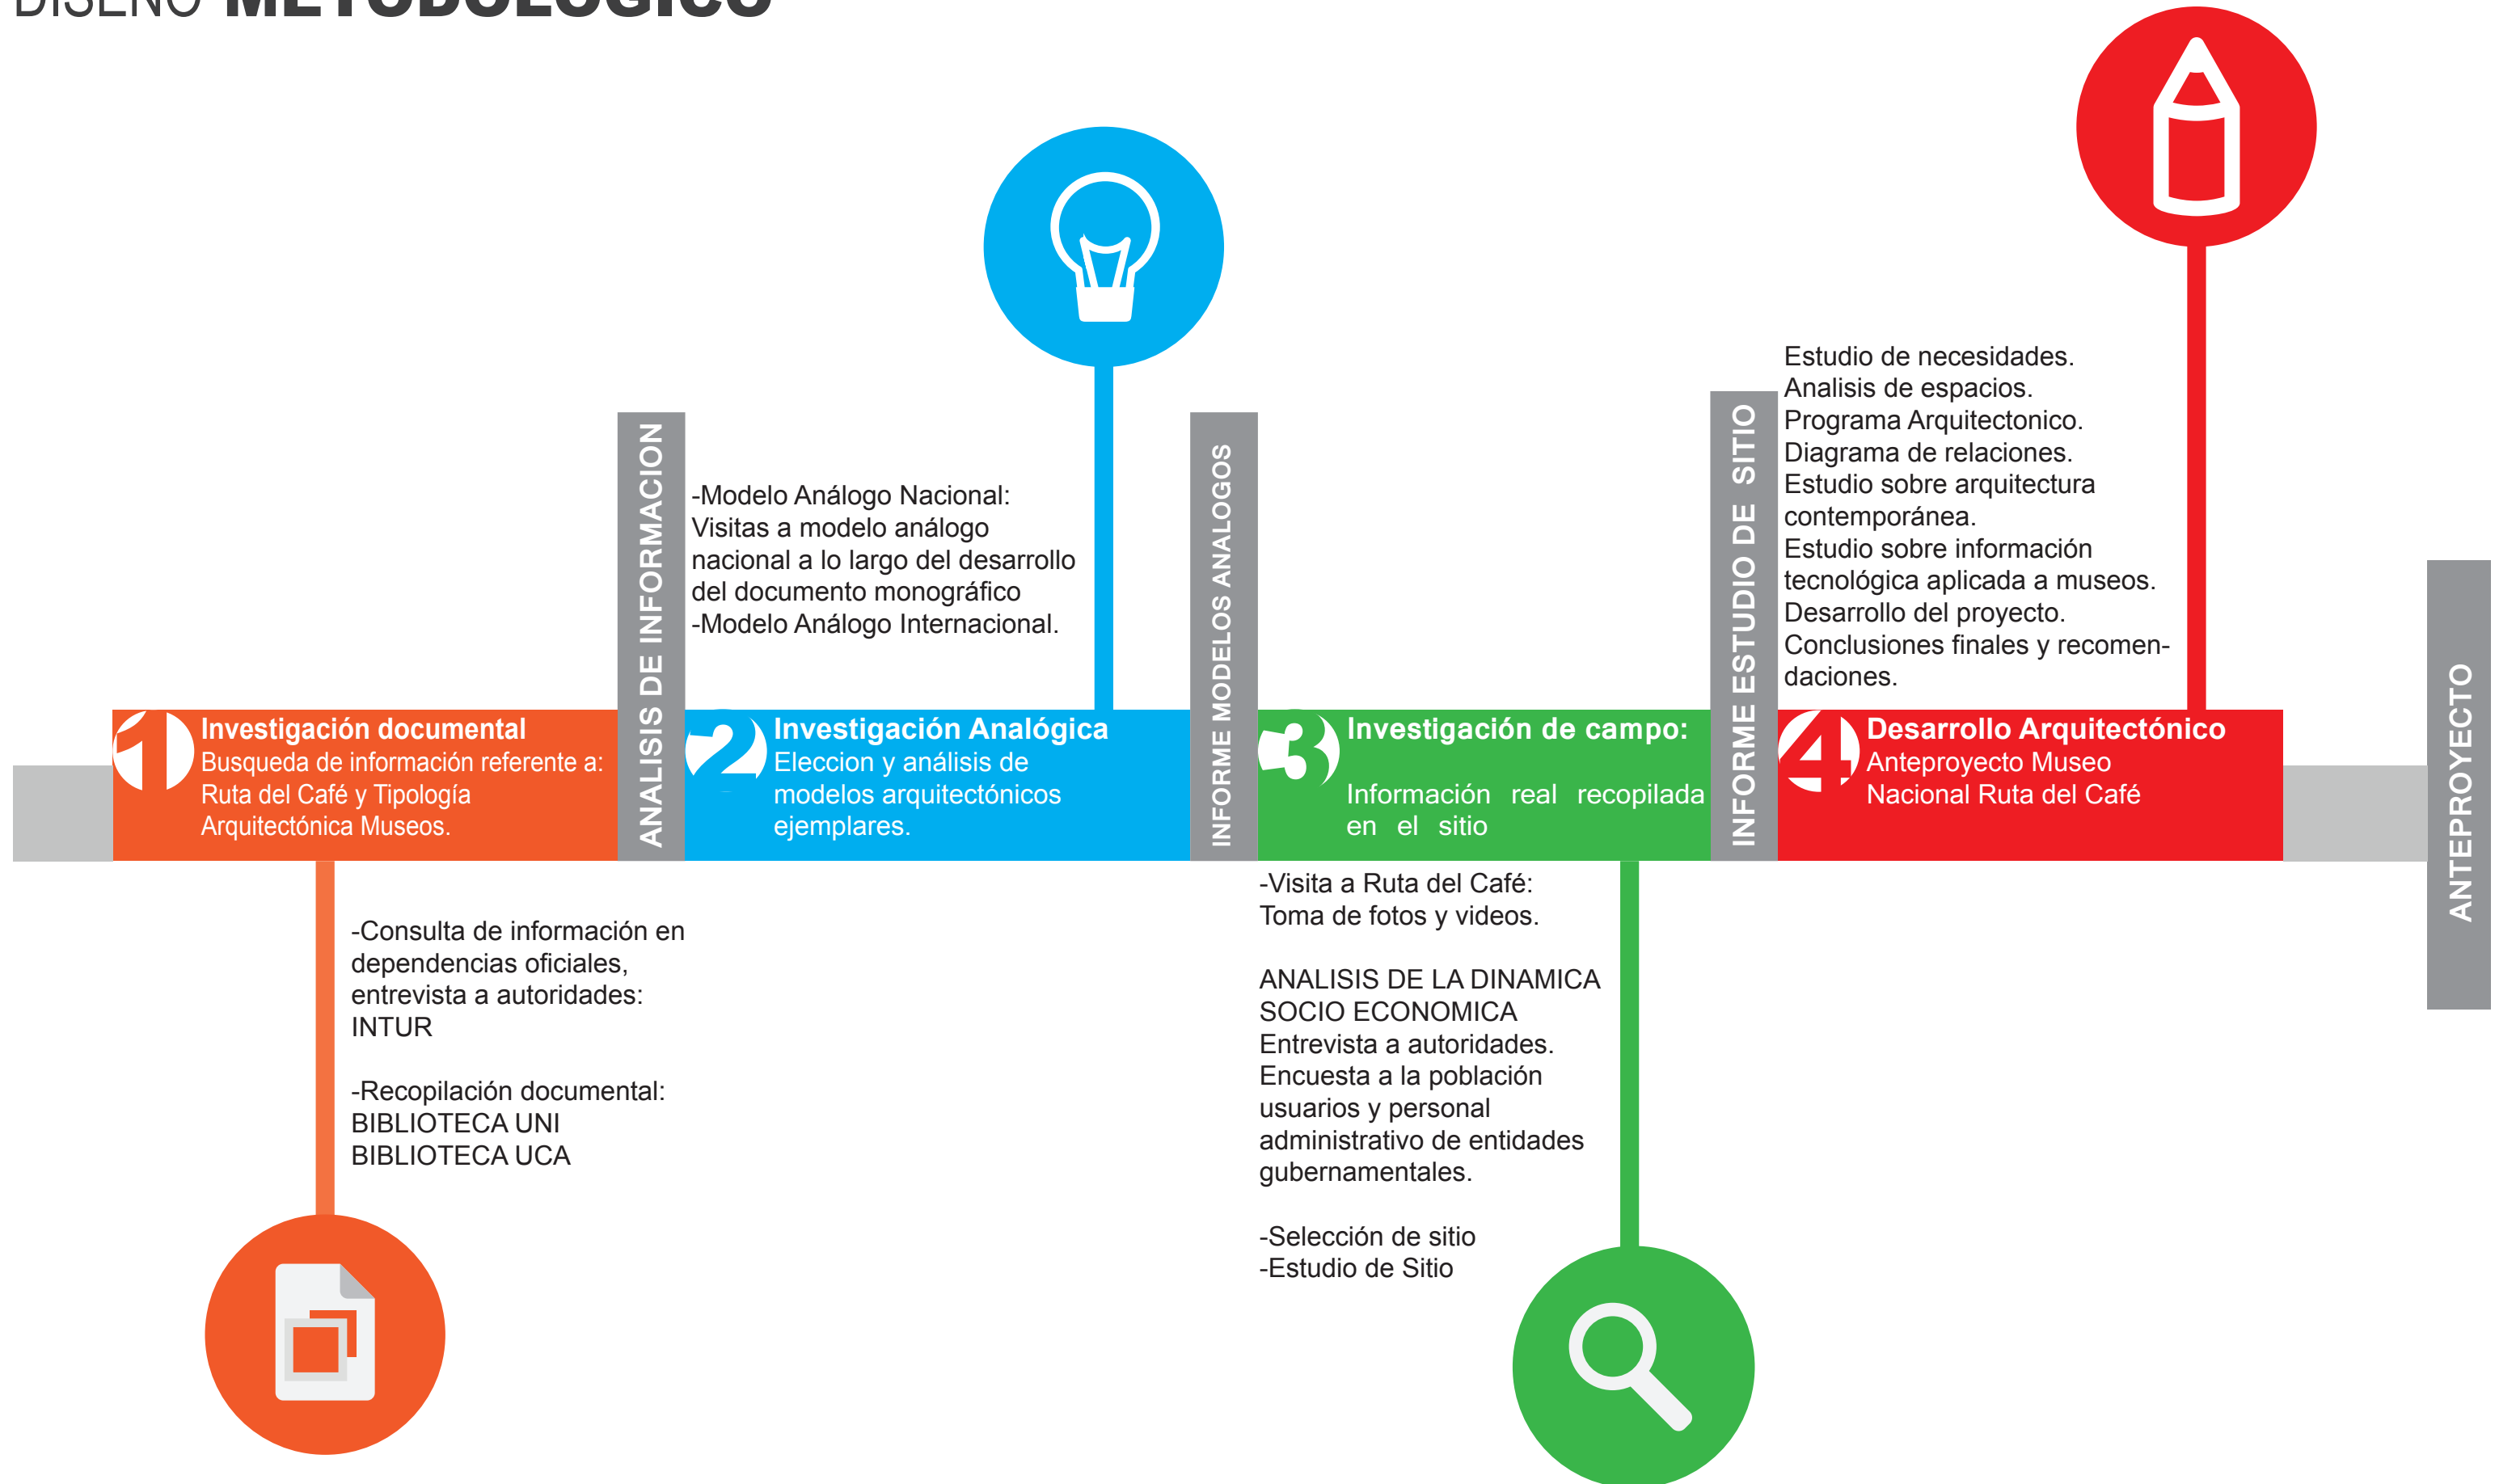 DISEÑO METODOLOGICO
1 Investigación documental
Busqueda de información referente a:
Ruta del Café y Tipología
Arquitectónica Museos.
-Consulta de información en
dependencias oficiales,
entrevista a autoridades:
INTUR
-Recopilación documental:
BIBLIOTECA UNI
BIBLIOTECA UCA
ANALISIS DE INFORMACION
-Modelo Análogo Nacional:
Visitas a modelo análogo
nacional a lo largo del desarrollo
del documento monográfico
-Modelo Análogo Internacional.
2 Investigación Analógica
Eleccion y análisis de
modelos arquitectónicos
ejemplares.
INFORME MODELOS ANALOGOS
3 Investigación de campo:
Información real recopilada
en el sitio
-Visita a Ruta del Café:
Toma de fotos y videos.
ANALISIS DE LA DINAMICA
SOCIO ECONOMICA
Entrevista a autoridades.
Encuesta a la población
usuarios y personal
administrativo de entidades
gubernamentales.
-Selección de sitio
-Estudio de Sitio
INFORME ESTUDIO DE SITIO
Estudio de necesidades.
Analisis de espacios.
Programa Arquitectonico.
Diagrama de relaciones.
Estudio sobre arquitectura
contemporánea.
Estudio sobre información
tecnológica aplicada a museos.
Desarrollo del proyecto.
Conclusiones finales y recomen-
daciones.
4 Desarrollo Arquitectónico
Anteproyecto Museo
Nacional Ruta del Café
ANTEPROYECTO